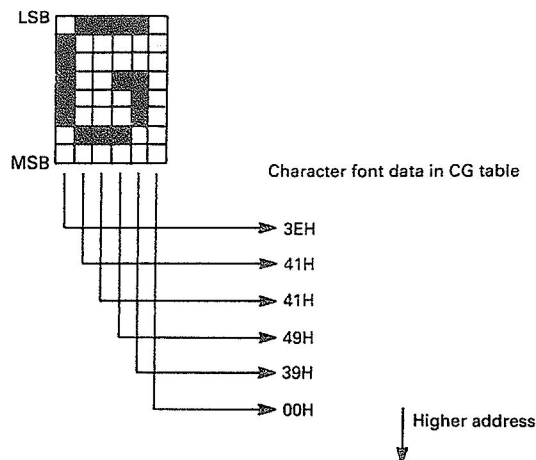 LSB
MSB
Character font data in CG table
3EH
41H
41H
49H
39H
00H
Higher address